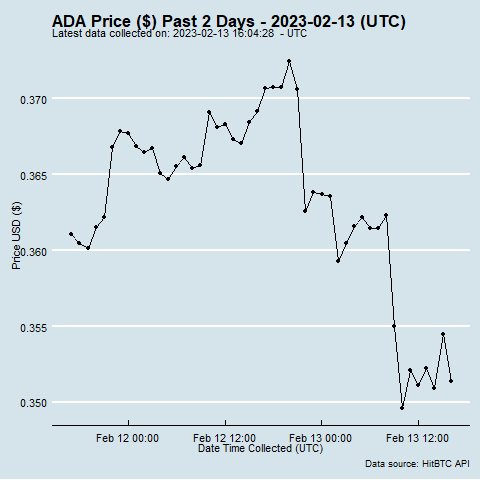 ADA Price ($) Past 2 Days - 2023-02-13 (UTC)
Latest data collected on: 2023-02-13 16:04:28  - UTC
0.370
0.365
0.360
0.355
0.350
Price USD ($)
Feb 12 00:00
Feb 12 12:00
Feb 13 00:00
Feb 13 12:00
Date Time Collected (UTC)
Data source: HitBTC API